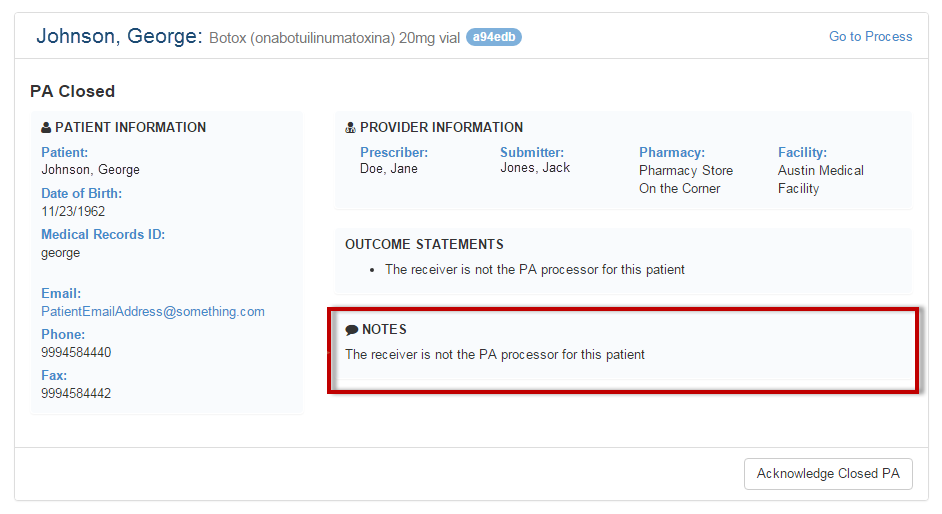 Johnson, George: Botox (onabotuilinumatoxina) 20mg vial a94edb
Go to Process
PA Closed
PATIENT INFORMATION
Patient:
Johnson, George
Date of Birth:
11/23/1962
Medical Records ID:
george
Email:
PatientEmailAddress@something.com
Phone:
9994584440
Fax:
9994584442
PROVIDER INFORMATION
Prescriber:
Doe, Jane
Submitter:
Jones, Jack
Pharmacy:
Pharmacy Store
On the Corner
Facility:
Austin Medical
Facility
OUTCOME STATEMENTS
• The receiver is not the PA processor for this patient
NOTES
The receiver is not the PA processor for this patient
Acknowledge Closed PA